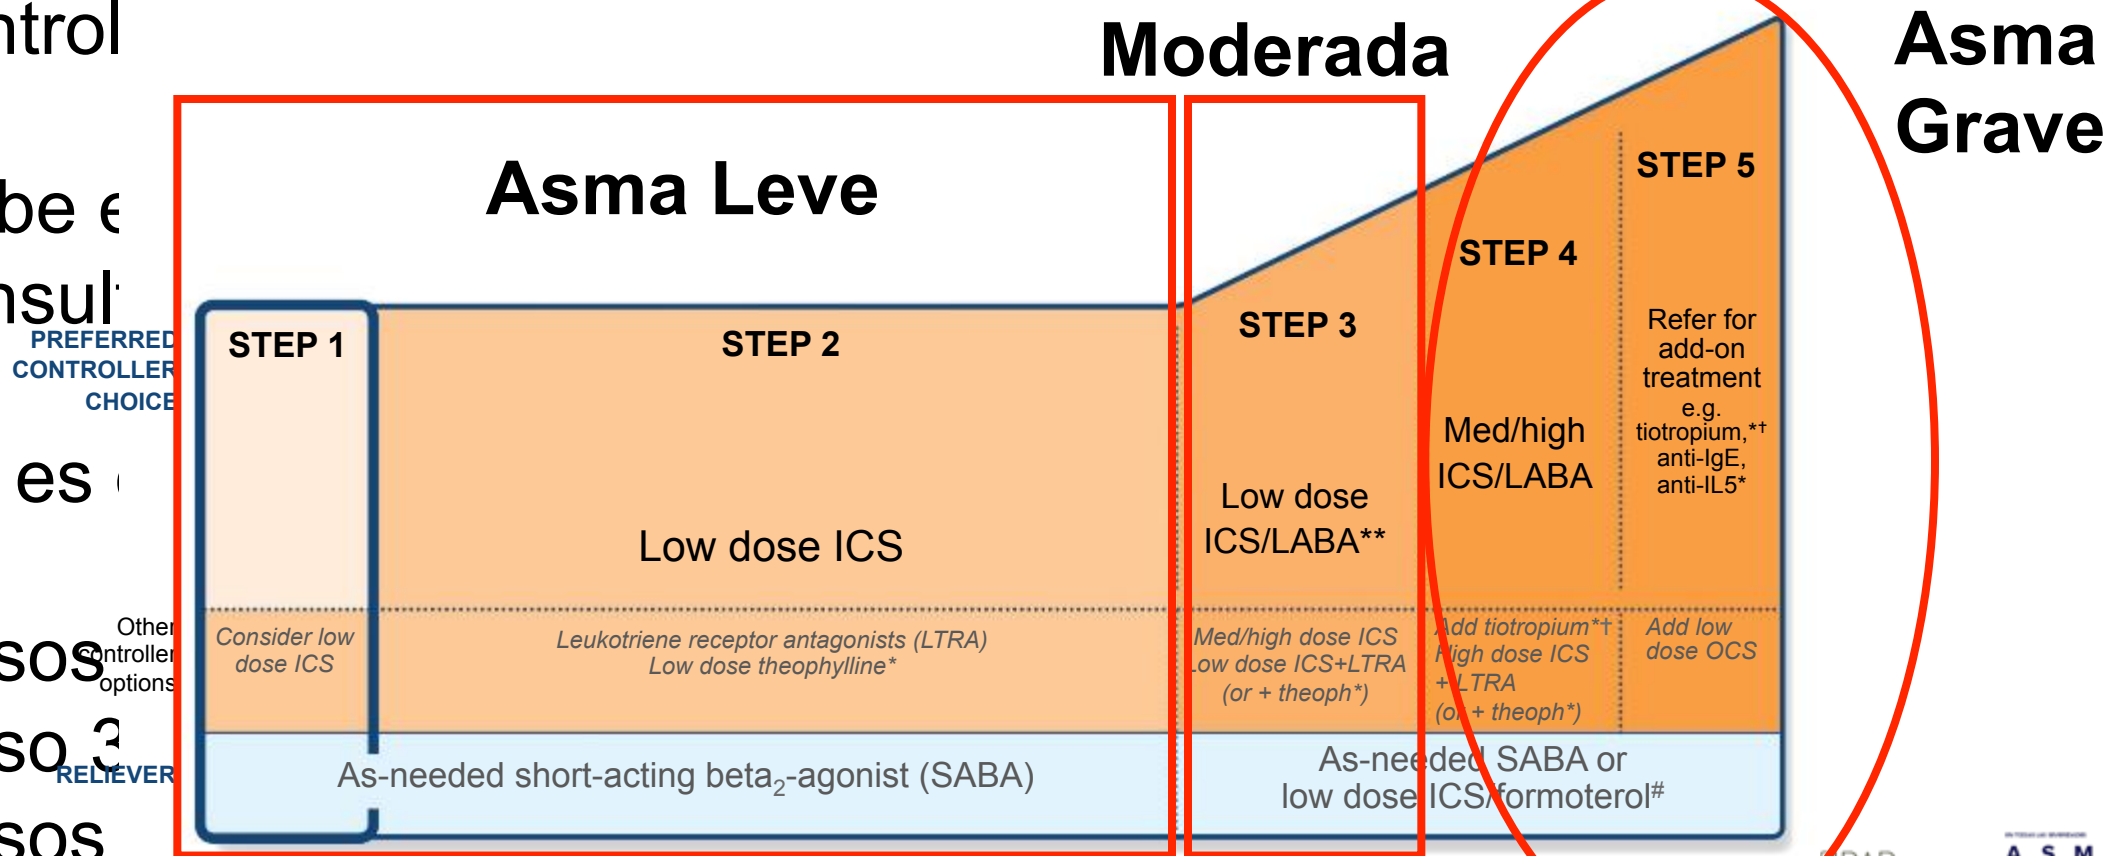 ntrol
be e
nsul
es
sos
so 3
sos
Moderada
Asma
Grave
Asma Leve
PREFERRED
CONTROLLER
CHOICE
STEP 1
STEP 2
Low dose ICS
STEP 3
Low dose
ICS/LABA**
STEP 4
Med/high
ICS/LABA
STEP 5
Refer for
add-on
treatment
e.g.
tiotropium,*†
anti-IgE,
anti-IL5*
Other
controller
options
Consider low
dose ICS
Leukotriene receptor antagonists (LTRA)
Low dose theophylline*
Med/high dose ICS
Low dose ICS+LTRA
(or + theoph*)
Add tiotropium*†
High dose ICS
+ LTRA
(or + theoph*)
Add low
dose OCS
RELIEVER
As-needed short-acting beta2-agonist (SABA)
As-needed SABA or
low dose ICS/formoterol#
A S M